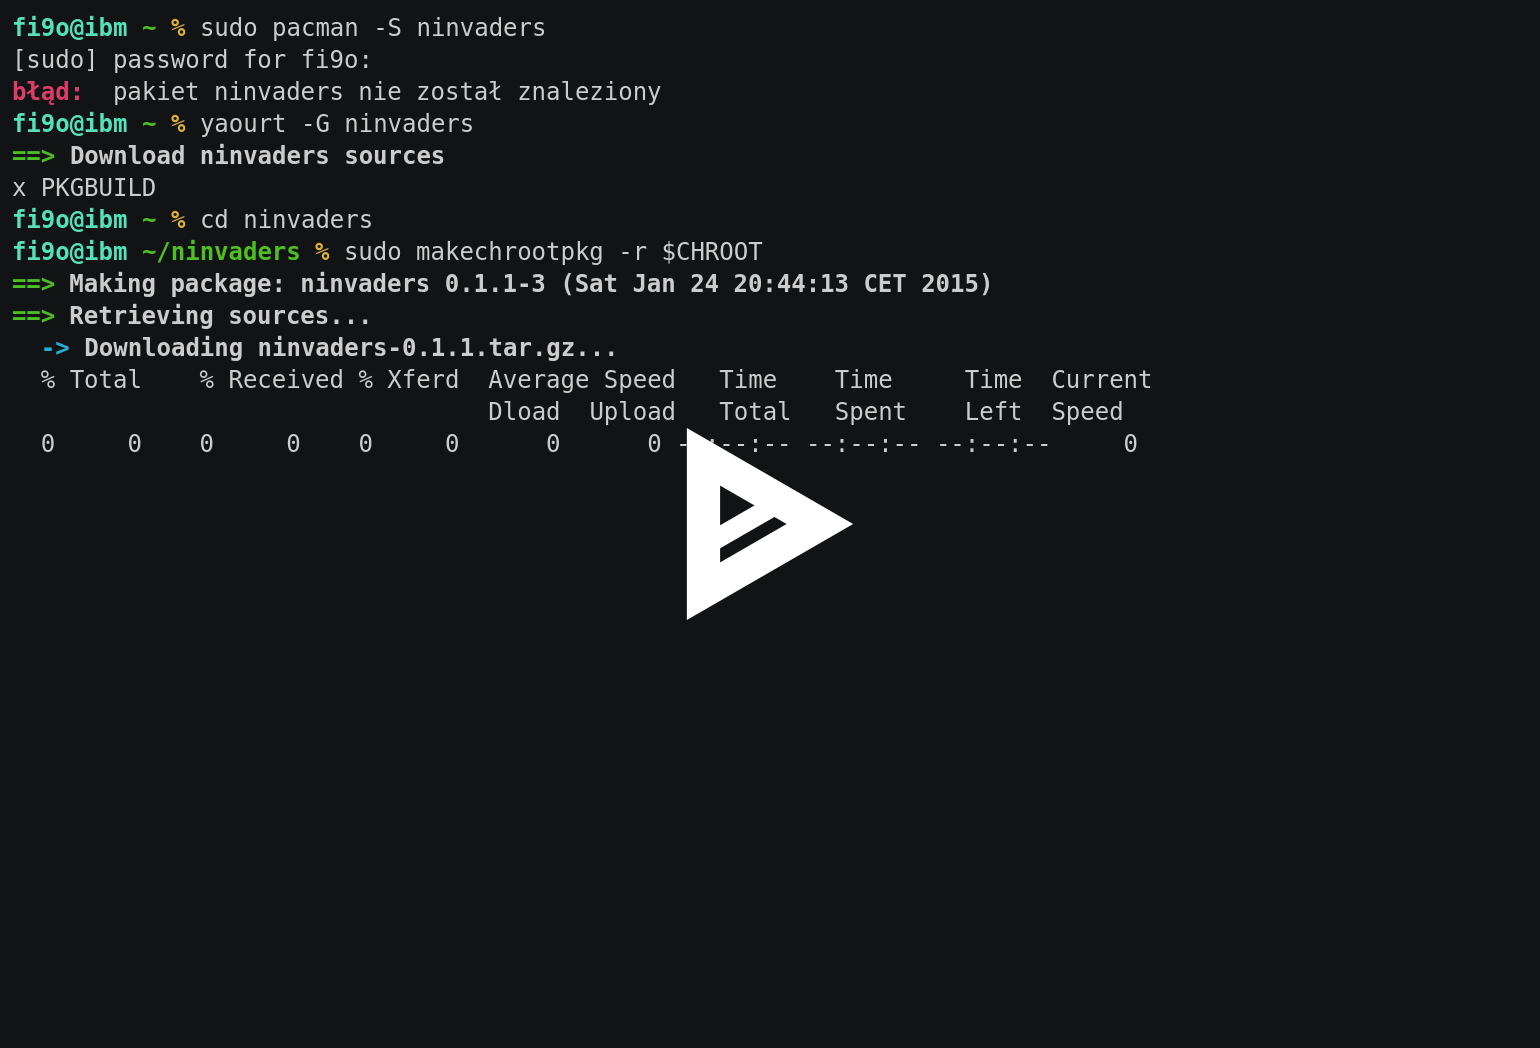 fi9o@ibm ~ % sudo pacman -S ninvaders
[sudo] password for fi9o:
błąd:  pakiet ninvaders nie został znaleziony
fi9o@ibm ~ % yaourt -G ninvaders
==> Download ninvaders sources
x PKGBUILD
fi9o@ibm ~ % cd ninvaders
fi9o@ibm ~/ninvaders % sudo makechrootpkg -r $CHROOT
==> Making package: ninvaders 0.1.1-3 (Sat Jan 24 20:44:13 CET 2015)
==> Retrieving sources...
  -> Downloading ninvaders-0.1.1.tar.gz...
  % Total    % Received % Xferd  Average Speed   Time    Time     Time  Current
                                 Dload  Upload   Total   Spent    Left  Speed
  0     0    0     0    0     0      0      0 --:--:-- --:--:-- --:--:--     0